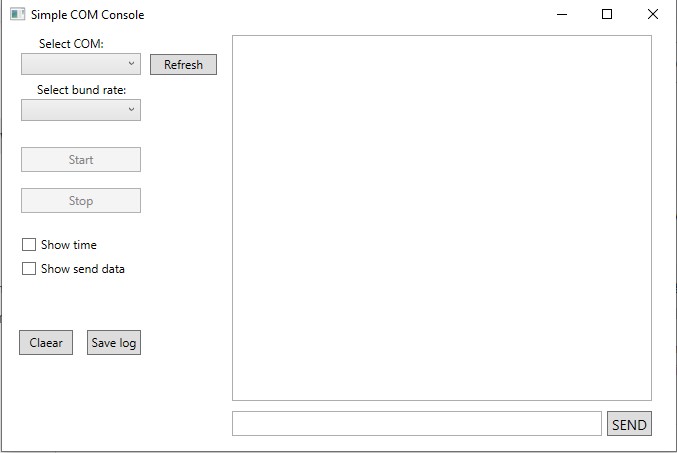 Simple COM Console
Select COM:
Refresh
Select bund rate:
Start
Stop
Show time
Show send data
Claear
Save log
SEND